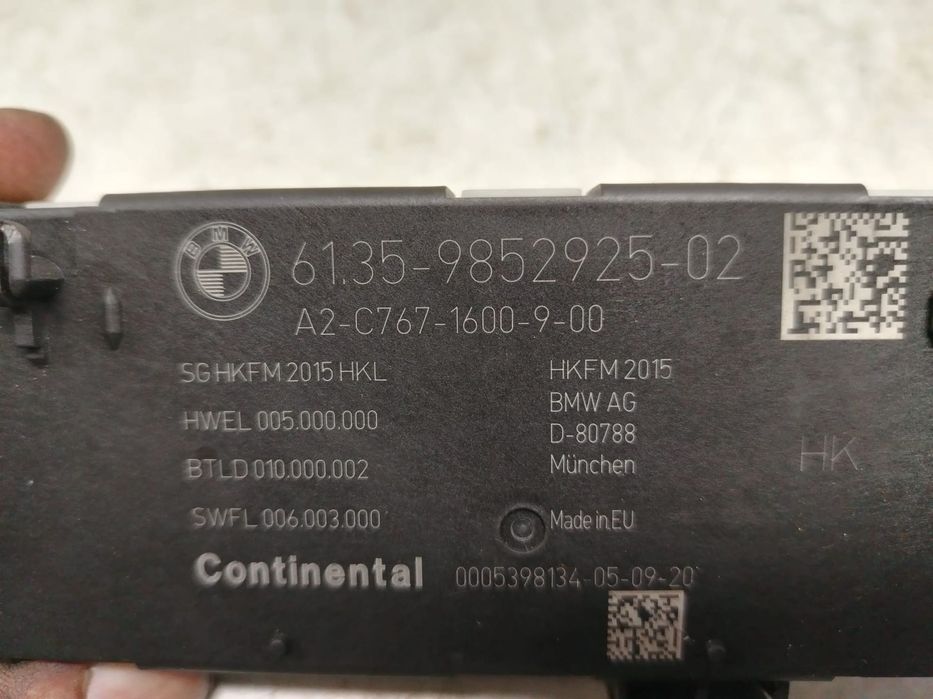 BMW
61.35-9852925-02
A2-C767-1600-9-00
SG HKFM 2015 HKL
HWEL 005.000.000
BTLD 010.000.002
SWFL 006.003.000
HKFM 2015
BMW AG
D-80788
München
Made in EU
HK
Continental
0005398134-05-09-20